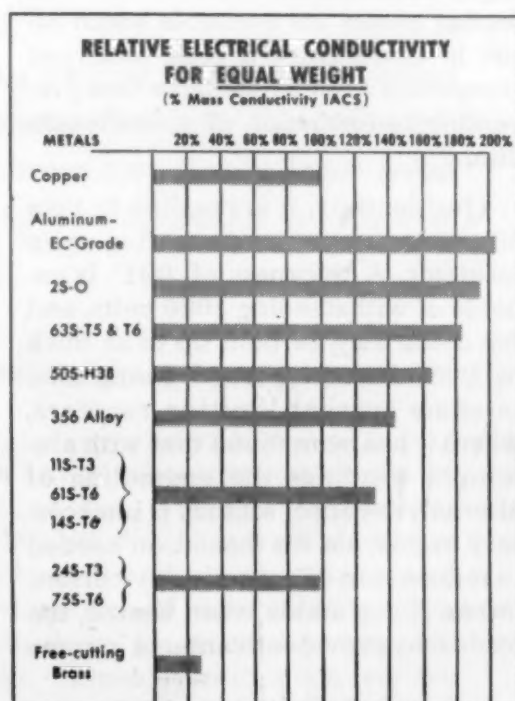 RELATIVE ELECTRICAL CONDUCTIVITY
FOR EQUAL WEIGHT
(% Mass Conductivity IACS)
METALS 20% 40% 60% 80% 100% 120% 140% 160% 180% 200%
Copper
Aluminum-
EC-Grade
2S-O
63S-T5 & T6
50S-H38
356 Alloy
11S-T3
61S-T6
14S-T6
24S-T3
75S-T6
Free-cutting
Brass